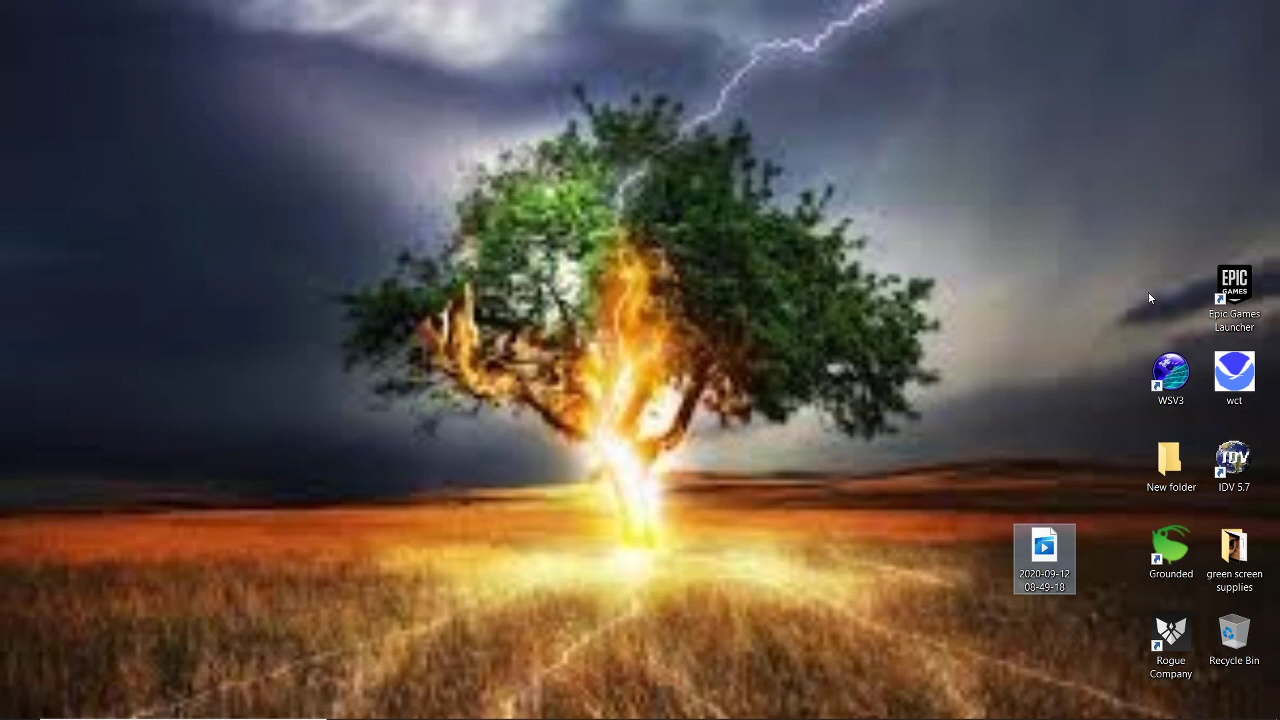 EPIC
GAMES
Epic Games
Launcher
WSV3
wct
New folder
IDV
IDV 5.7
2020-09-12
08-49-18
Grounded
green screen
supplies
Rogue
Company
Recycle Bin